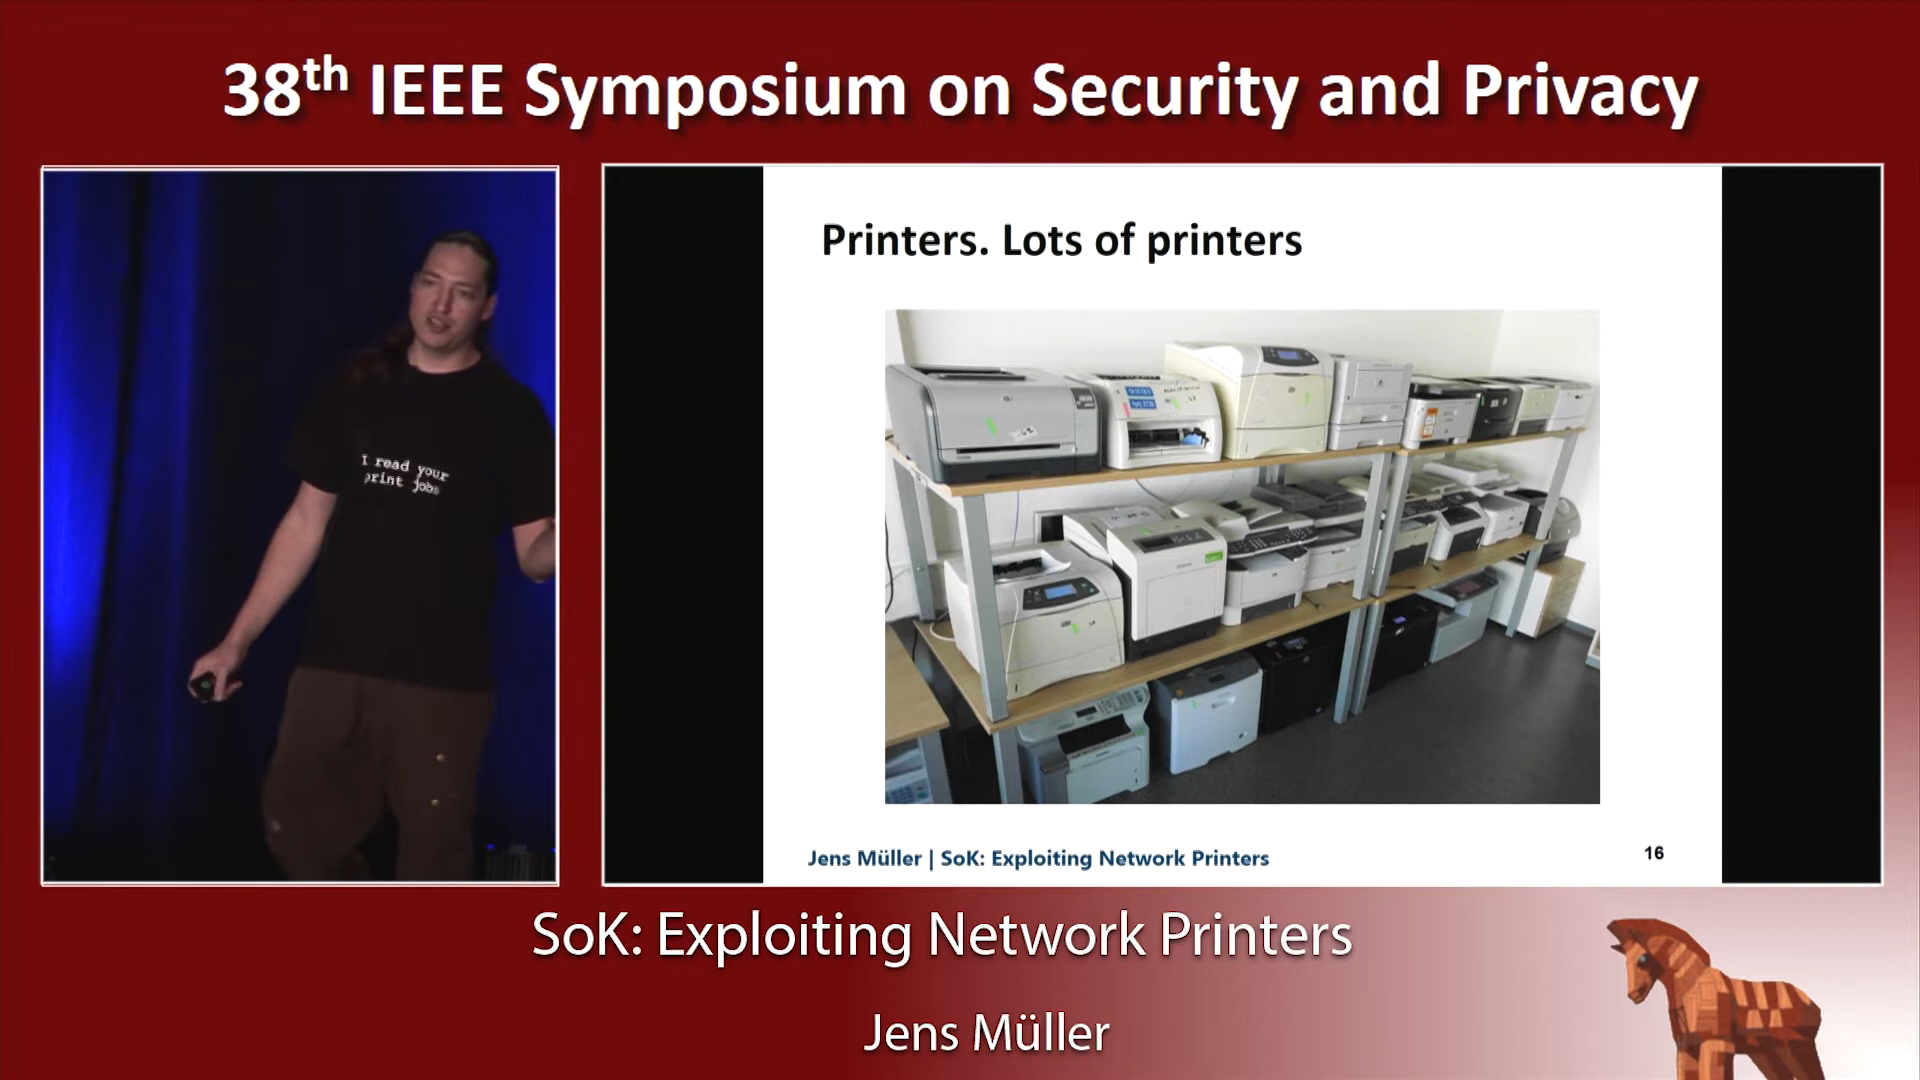 38th IEEE Symposium on Security and Privacy
I read your
print jobs
Printers. Lots of printers
Jens Müller | SoK: Exploiting Network Printers
16
SoK: Exploiting Network Printers
Jens Müller